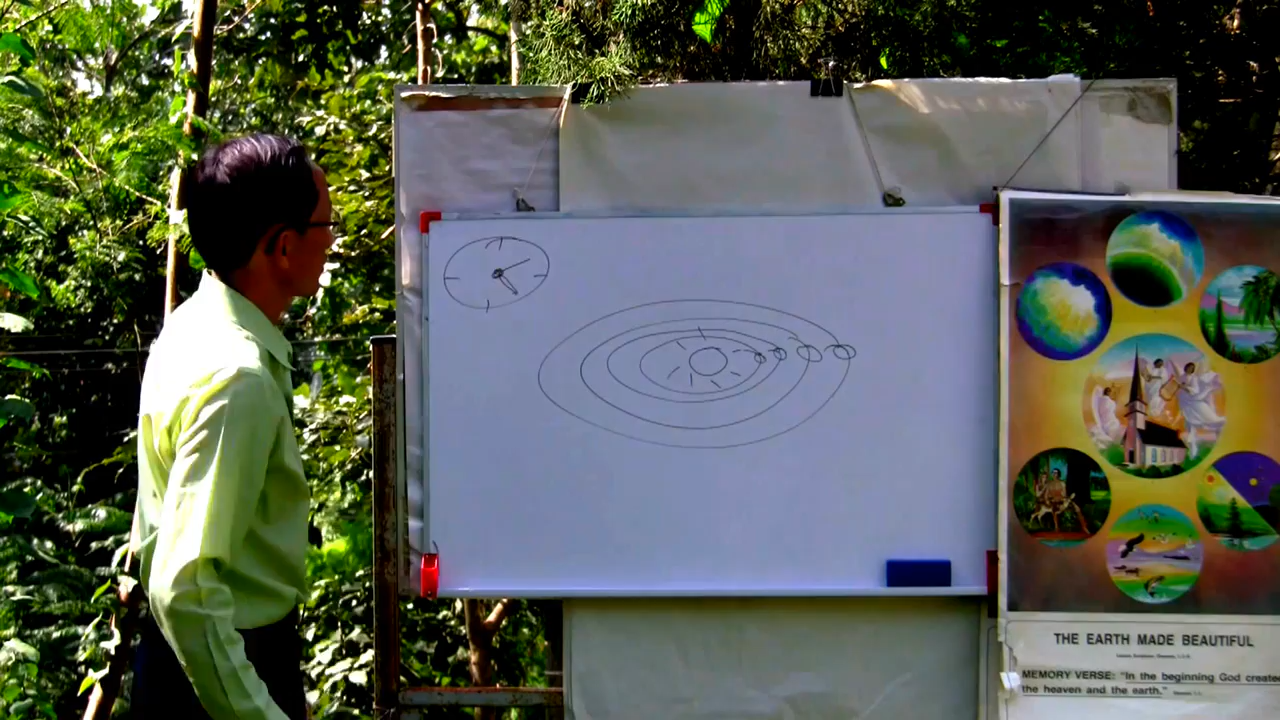 THE EARTH MADE BEAUTIFUL
MEMORY VERSE: "In the beginning God create
the heaven and the earth."